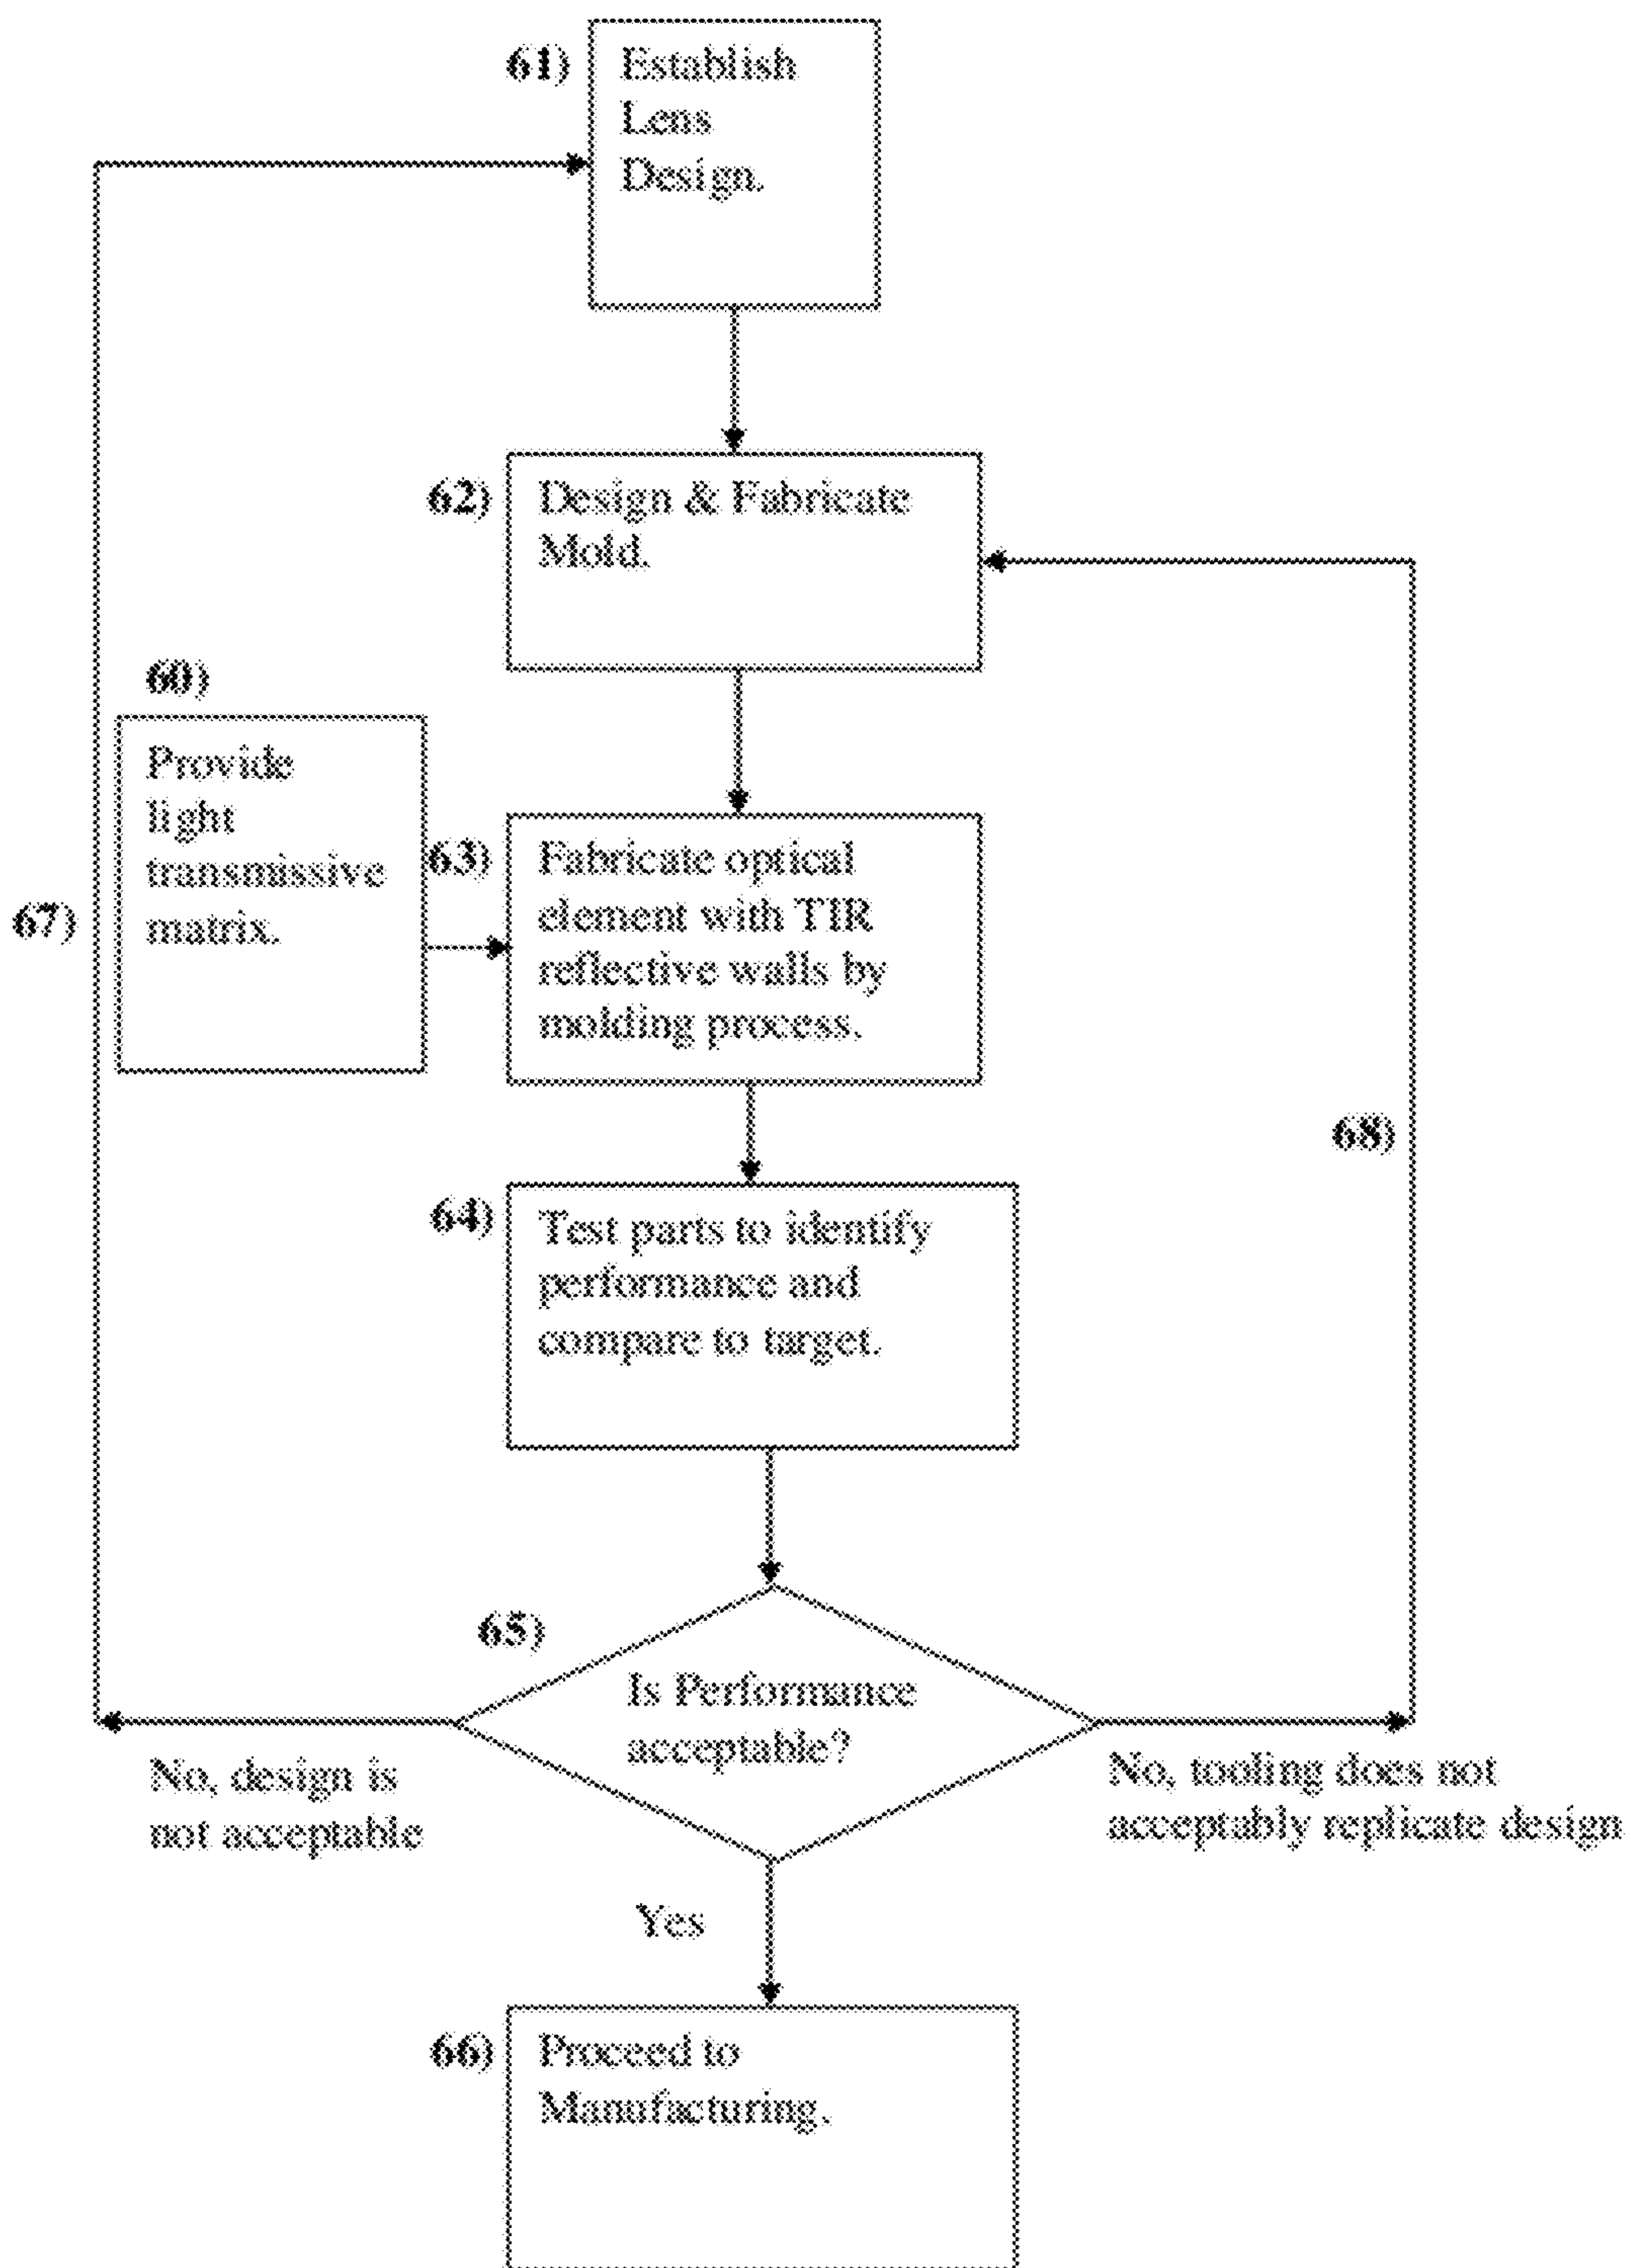 61)
Establish
Lens
Design.
62)
Design & Fabricate
Mold.
60)
Provide
light
transmissive
matrix.
67)
63)
Fabricate optical
element with TIR
reflective walls by
molding process.
68)
64)
Test parts to identify
performance and
compare to target.
65)
Is Performance
acceptable?
No, design is
not acceptable
No, tooling does not
acceptably replicate design
Yes
66)
Proceed to
Manufacturing.